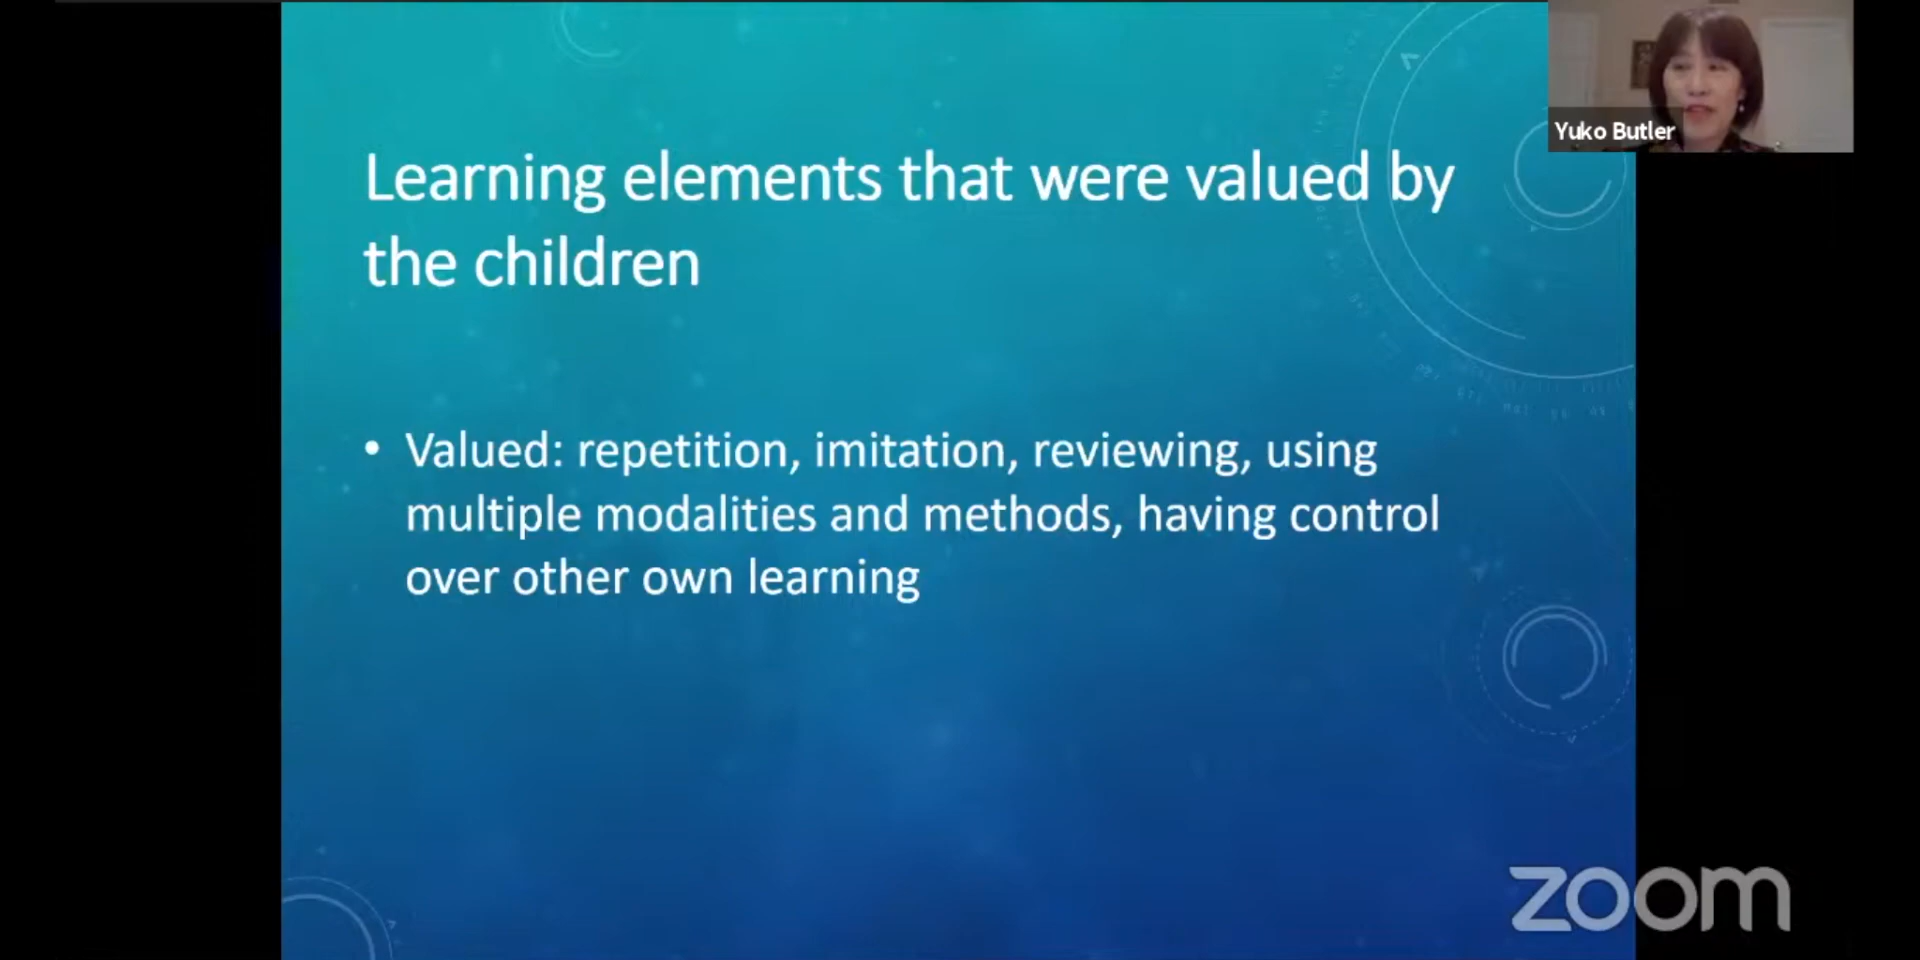 Learning elements that were valued by
the children
• Valued: repetition, imitation, reviewing, using
multiple modalities and methods, having control
over other own learning
Yuko Butler
zoom